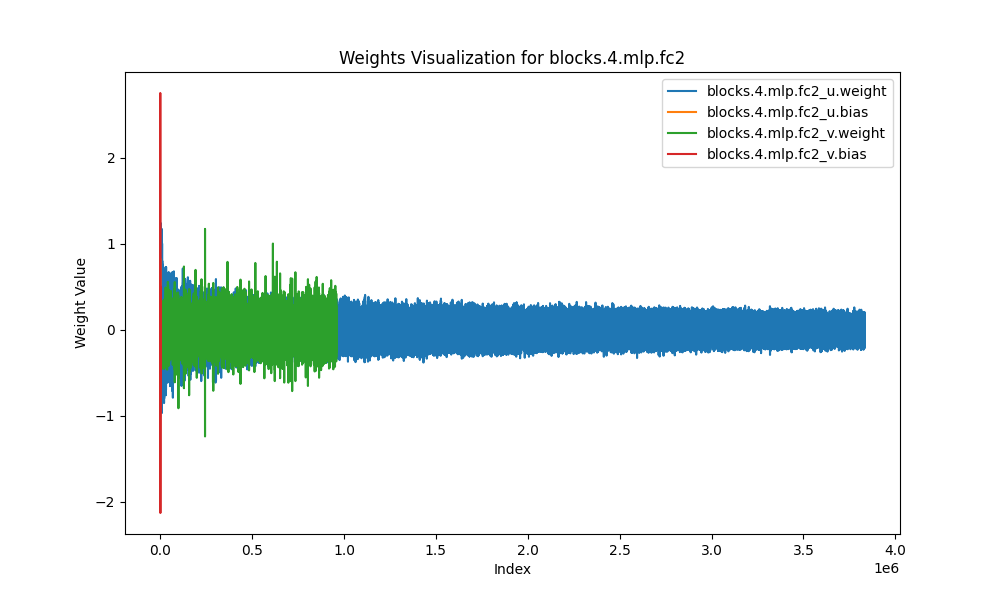 Weights Visualization for blocks.4.mlp.fc2
blocks.4.mlp.fc2_u.weight
blocks.4.mlp.fc2_u.bias
blocks.4.mlp.fc2_v.weight
blocks.4.mlp.fc2_v.bias
Weight Value
2
1
0
−1
−2
0.0 0.5 1.0 1.5 2.0 2.5 3.0 3.5 4.0
1e6
Index